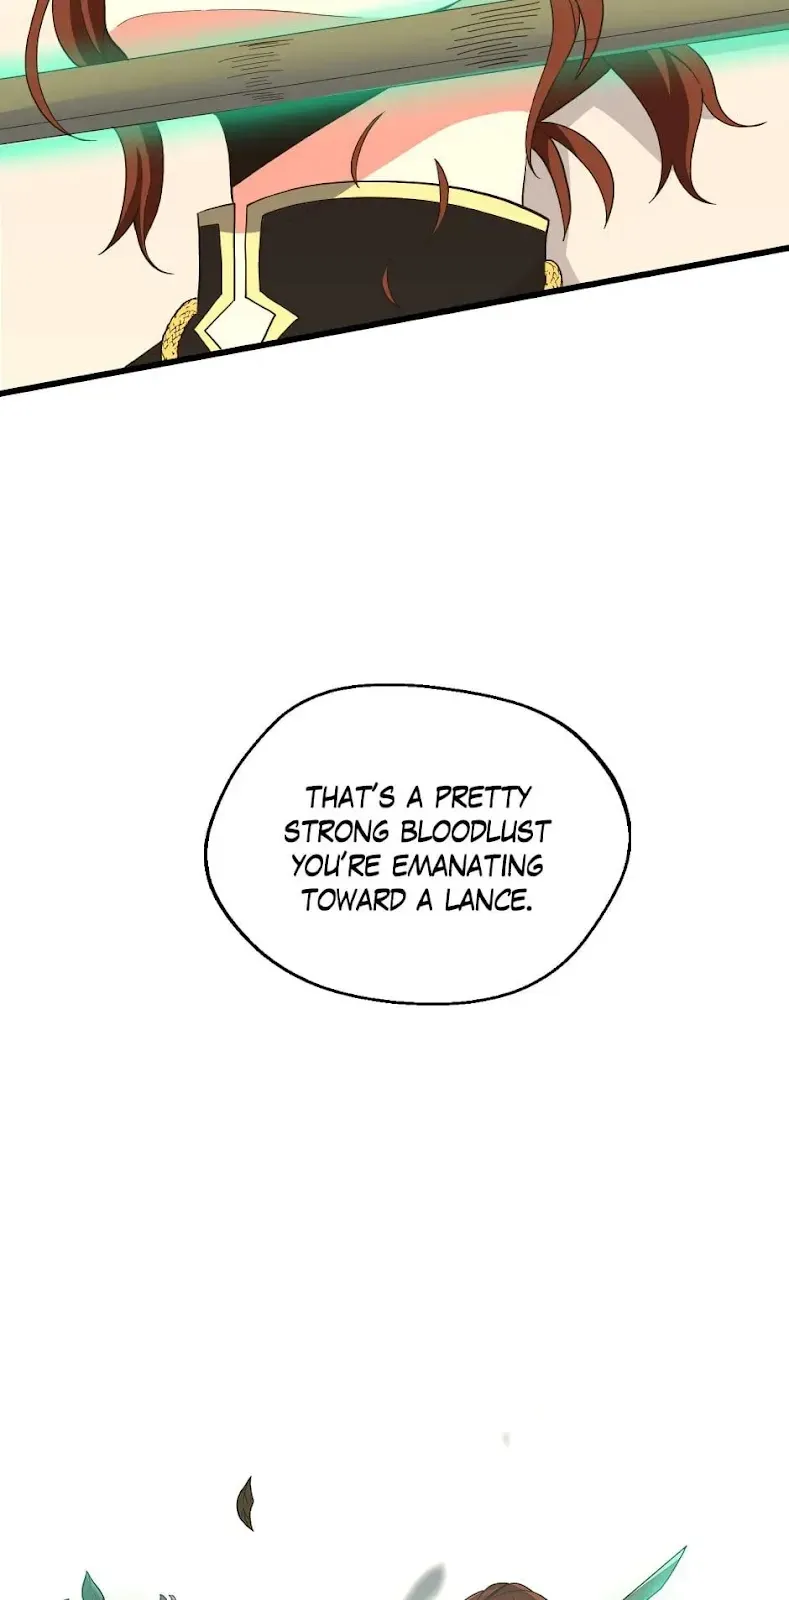 THAT'S A PRETTY
STRONG BLOODLUST
YOU'RE EMANATING
TOWARD A LANCE.